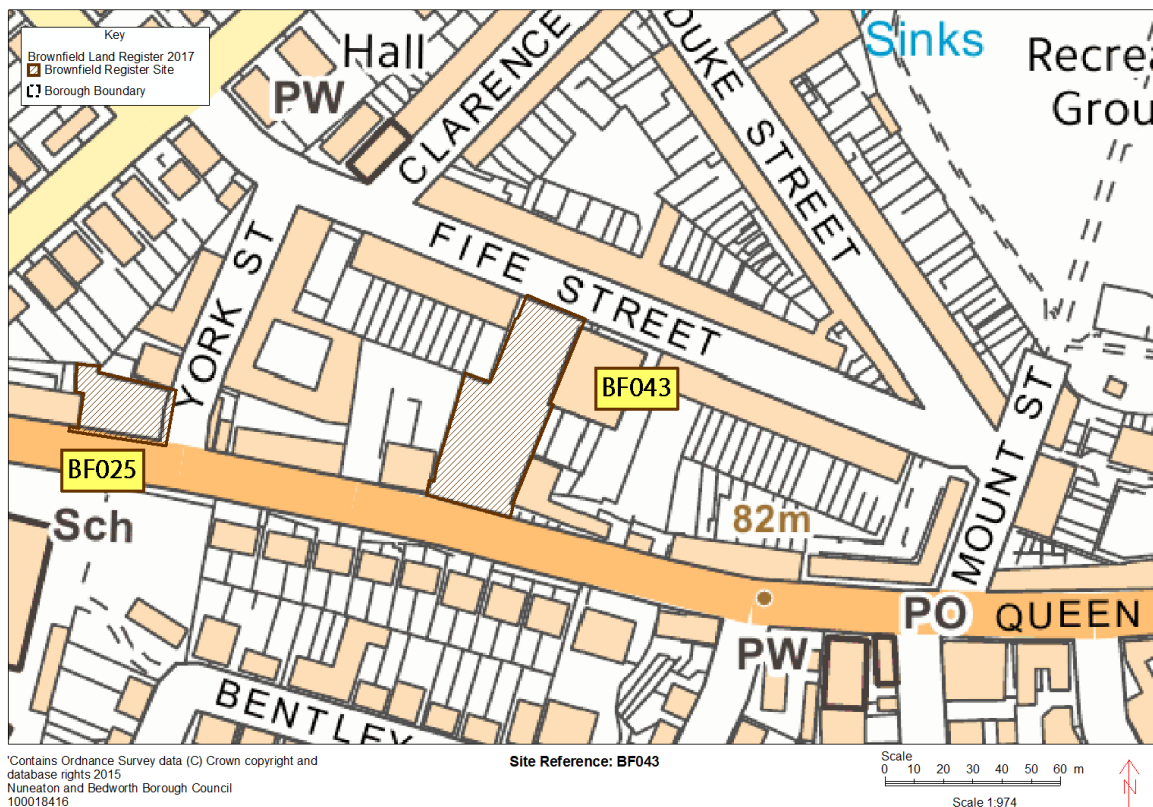 Key
Brownfield Land Register 2017
Brownfield Register Site
Borough Boundary
Hall
PW
CLARENCE
DUKE STREET
Sinks
Recrea
Grou
YORK ST
FIFE STREET
BF043
BF025
Sch
82m
MOUNT ST
PO
QUEEN
PW
BENTLEY
'Contains Ordnance Survey data (C) Crown copyright and
database rights 2015
Nuneaton and Bedworth Borough Council
100018416
Site Reference: BF043
Scale
0 10 20 30 40 50 60 m
Scale 1:974
N